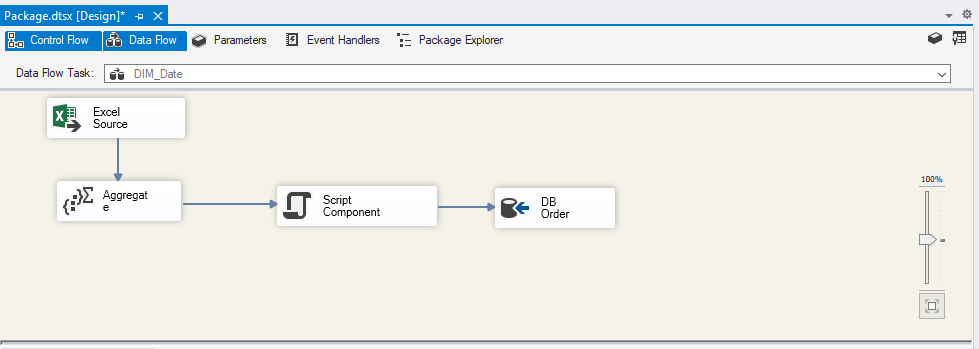 Package.dtsx [Design]*
Control Flow Data Flow Parameters Event Handlers Package Explorer
Data Flow Task: DIM_Date
Excel
Source
Aggregat
e
Script
Component
DB
Order
100%